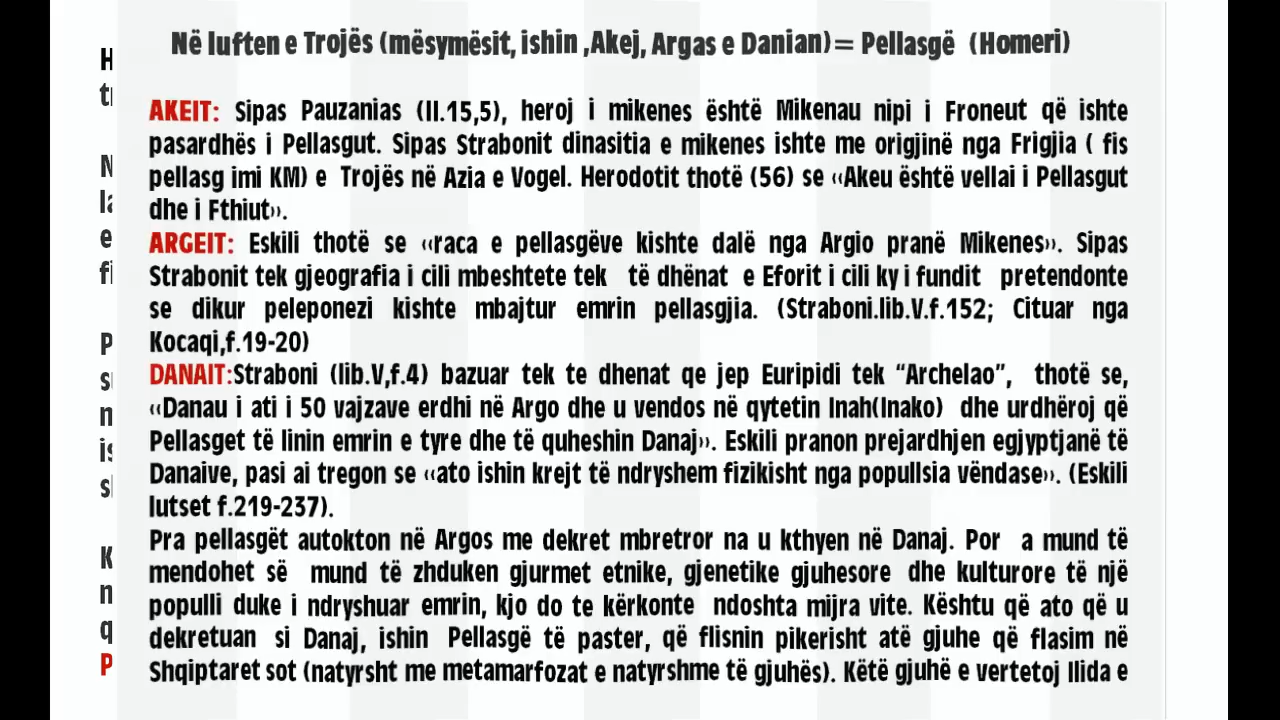 Në luften e Trojës (mësymësit, ishin ,Akej, Argas e Danian)= Pellasgë (Homeri)
AKEIT: Sipas Pauzanias (II.15,5), heroj i mikenes është Mikenau nipi i Froneut që ishte
pasardhës i Pellasgut. Sipas Strabonit dinasitia e mikenes ishte me origjinë nga Frigjia ( fis
pellasg imi KM) e Trojës në Azia e Vogel. Herodotit thotë (56) se ‹‹Akeu është vellai i Pellasgut
dhe i Fthiut››.
ARGEIT: Eskili thotë se ‹‹raca e pellasgëve kishte dalë nga Argio pranë Mikenes››. Sipas
Strabonit tek gjeografia i cili mbeshtete tek të dhënat e Eforit i cili ky i fundit pretendonte
se dikur peleponezi kishte mbajtur emrin pellasgjia. (Straboni.lib.V.f.152; Cituar nga
Kocaqi,f.19-20)
DANAIT:Straboni (lib.V,f.4) bazuar tek te dhenat qe jep Euripidi tek “Archelao”, thotë se,
‹‹Danau i ati i 50 vajzave erdhi në Argo dhe u vendos në qytetin Inah(Inako) dhe urdhëroj që
Pellasget të linin emrin e tyre dhe të quheshin Danaj››. Eskili pranon prejardhjen egjyptjanë të
Danaive, pasi ai tregon se ‹‹ato ishin krejt të ndryshem fizikisht nga popullsia vëndase››. (Eskili
lutset f.219-237).
Pra pellasgët autokton në Argos me dekret mbretror na u kthyen në Danaj. Por a mund të
mendohet së mund të zhduken gjurmet etnike, gjenetike gjuhesore dhe kulturore të një
populli duke i ndryshuar emrin, kjo do te kërkonte ndoshta mijra vite. Kështu që ato që u
dekretuan si Danaj, ishin Pellasgë të paster, që flisnin pikerisht atë gjuhe që flasim në
Shqiptaret sot (natyrsht me metamarfozat e natyrshme të gjuhës). Këtë gjuhë e vertetoj Ilida e